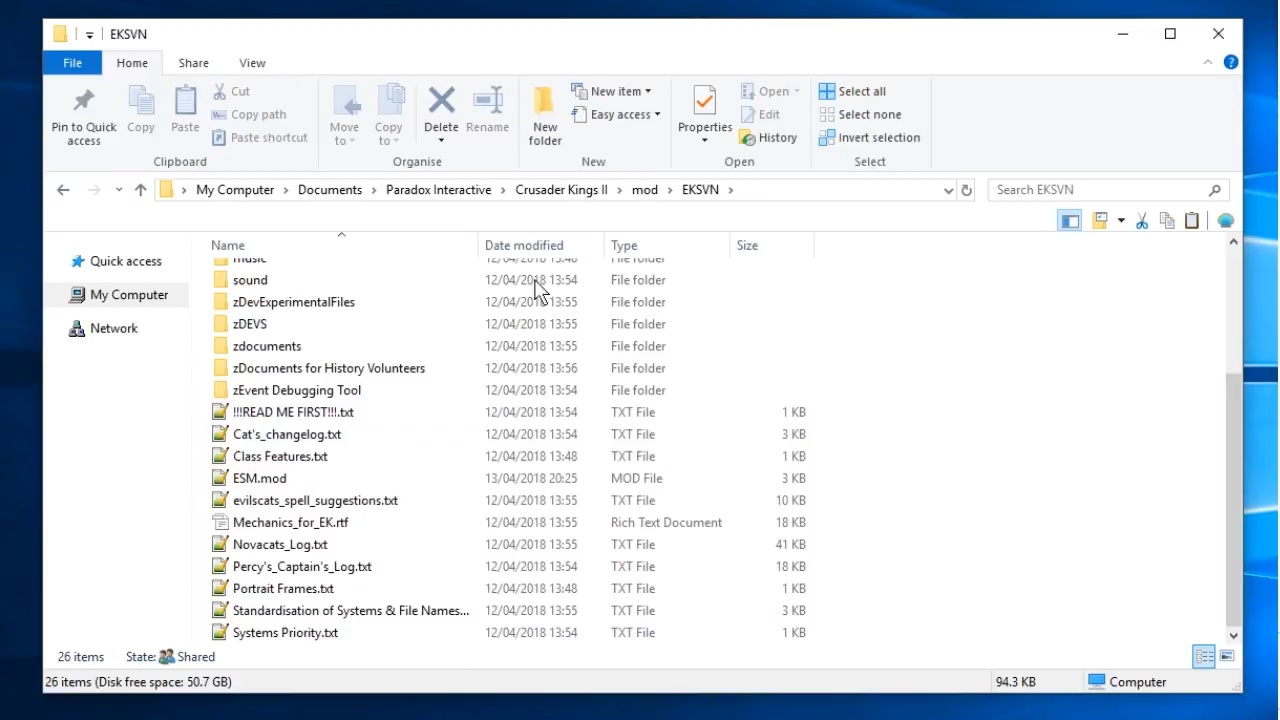 EKSVN
File Home Share View
Pin to Quick access
Copy
Paste
Cut
Copy path
Paste shortcut
Clipboard
Move to
Copy to
Delete
Rename
Organise
New folder
New item
Easy access
New
Properties
Open
Edit
History
Open
Select all
Select none
Invert selection
Select
My Computer > Documents > Paradox Interactive > Crusader Kings II > mod > EKSVN >
Search EKSVN
Quick access
My Computer
Network
Name Date modified Type Size
music 12/04/2018 13:48 File folder
sound 12/04/2018 13:54 File folder
zDevExperimentalFiles 12/04/2018 13:55 File folder
zDEVS 12/04/2018 13:55 File folder
zdocuments 12/04/2018 13:55 File folder
zDocuments for History Volunteers 12/04/2018 13:56 File folder
zEvent Debugging Tool 12/04/2018 13:54 File folder
!!!READ ME FIRST!!!.txt 12/04/2018 13:54 TXT File 1 KB
Cat's_changelog.txt 12/04/2018 13:54 TXT File 3 KB
Class Features.txt 12/04/2018 13:48 TXT File 1 KB
ESM.mod 13/04/2018 20:25 MOD File 3 KB
evilscats_spell_suggestions.txt 12/04/2018 13:55 TXT File 10 KB
Mechanics_for_EK.rtf 12/04/2018 13:55 Rich Text Document 18 KB
Novacats_Log.txt 12/04/2018 13:55 TXT File 41 KB
Percy's_Captain's_Log.txt 12/04/2018 13:54 TXT File 18 KB
Portrait Frames.txt 12/04/2018 13:48 TXT File 1 KB
Standardisation of Systems & File Names... 12/04/2018 13:55 TXT File 3 KB
Systems Priority.txt 12/04/2018 13:54 TXT File 1 KB
26 items State: Shared
26 items (Disk free space: 50.7 GB) 94.3 KB Computer